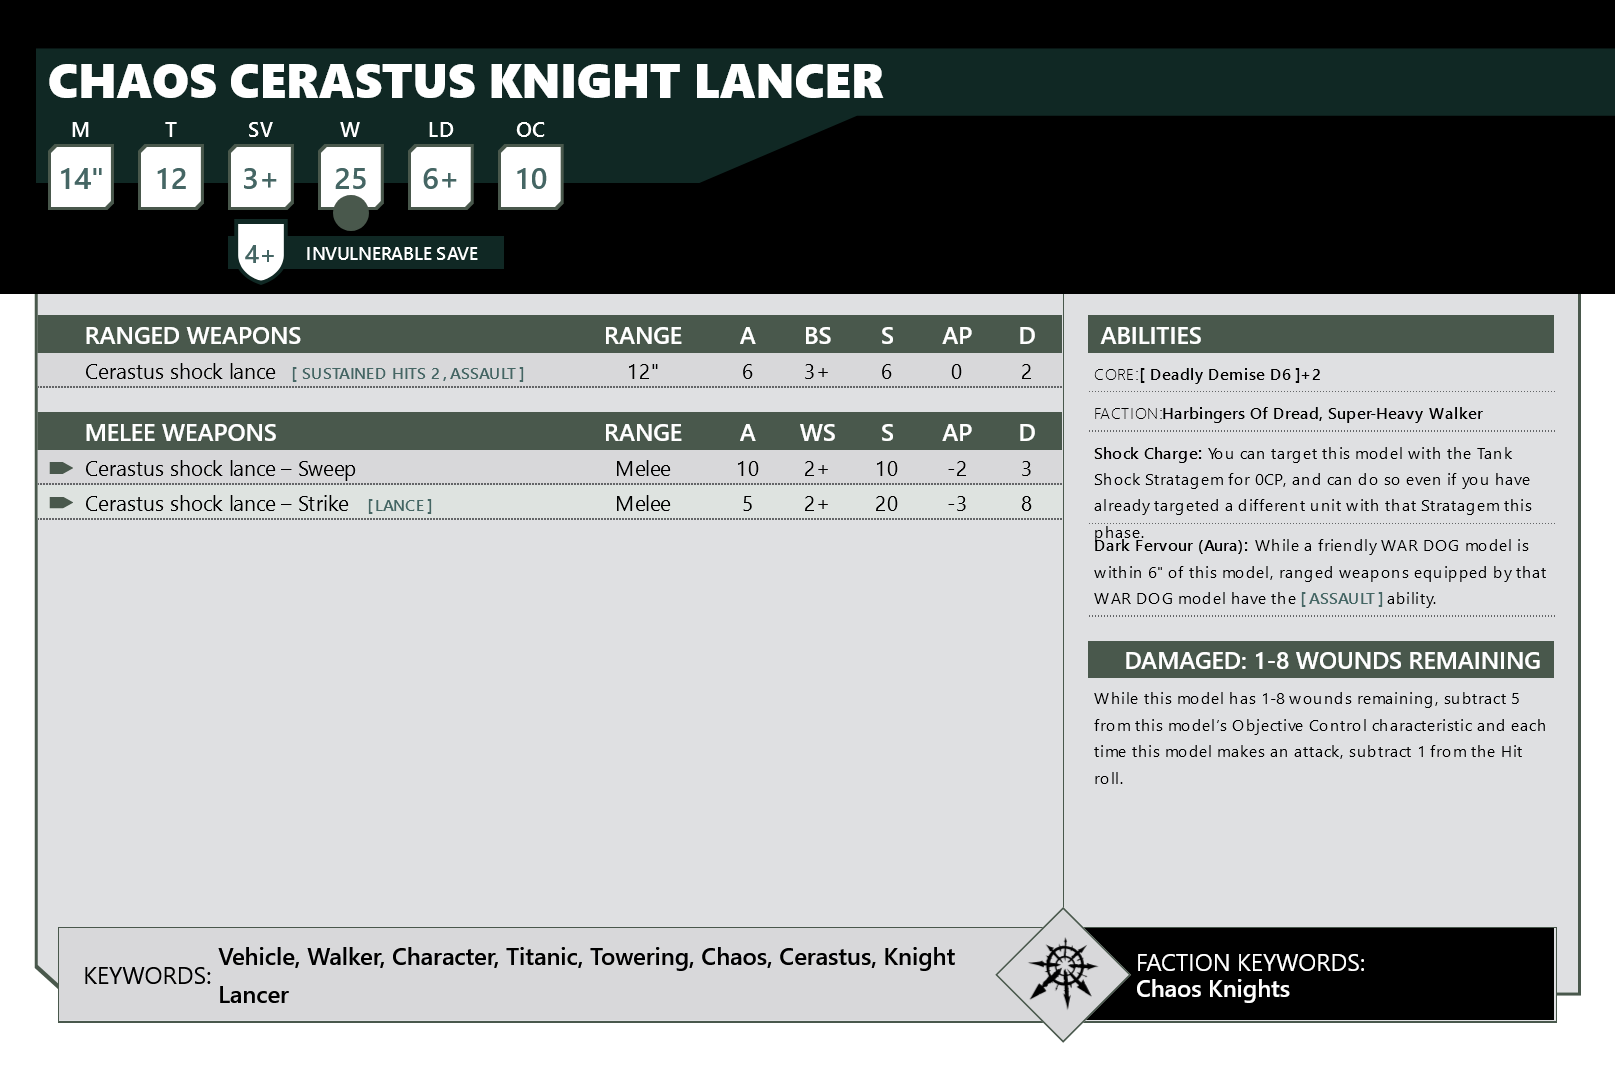 CHAOS CERASTUS KNIGHT LANCER
M T SV W LD OC
14" 12 3+ 25 6+ 10
4+ INVULNERABLE SAVE
RANGED WEAPONS RANGE A BS S AP D
Cerastus shock lance [ SUSTAINED HITS 2 , ASSAULT ] 12" 6 3+ 6 0 2
MELEE WEAPONS RANGE A WS S AP D
Cerastus shock lance – Sweep Melee 10 2+ 10 -2 3
Cerastus shock lance – Strike [ LANCE ] Melee 5 2+ 20 -3 8
ABILITIES
CORE:[ Deadly Demise D6 ]+2
FACTION:Harbingers Of Dread, Super-Heavy Walker
Shock Charge: You can target this model with the Tank
Shock Stratagem for 0CP, and can do so even if you have
already targeted a different unit with that Stratagem this
phase.
Dark Fervour (Aura): While a friendly WAR DOG model is
within 6" of this model, ranged weapons equipped by that
WAR DOG model have the [ ASSAULT ] ability.
DAMAGED: 1-8 WOUNDS REMAINING
While this model has 1-8 wounds remaining, subtract 5
from this model’s Objective Control characteristic and each
time this model makes an attack, subtract 1 from the Hit
roll.
KEYWORDS: Vehicle, Walker, Character, Titanic, Towering, Chaos, Cerastus, Knight
Lancer
FACTION KEYWORDS:
Chaos Knights